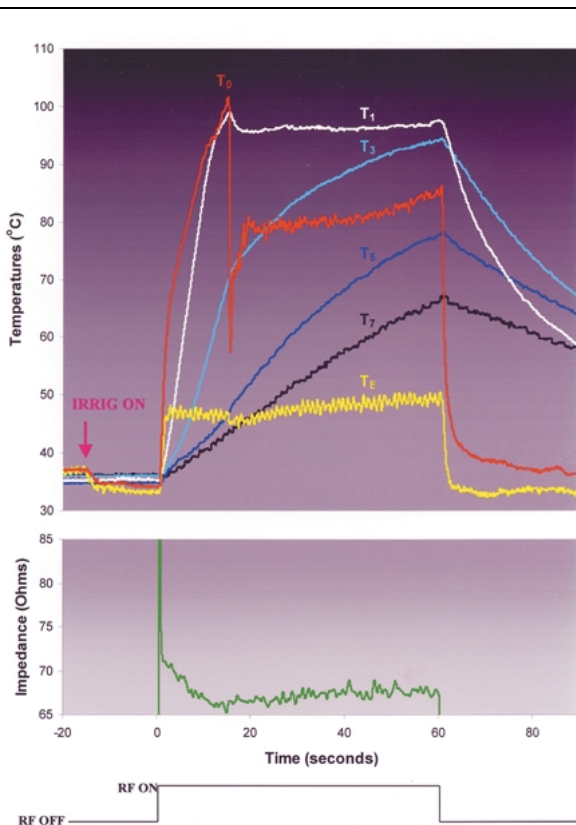 110
100
90
80
70
60
50
40
30
Temperatures (°C)
T0
T1
T3
T5
T7
TE
IRRIG ON
85
80
75
70
65
Impedance (Ohms)
-20 0 20 40 60 80
Time (seconds)
RF ON
RF OFF